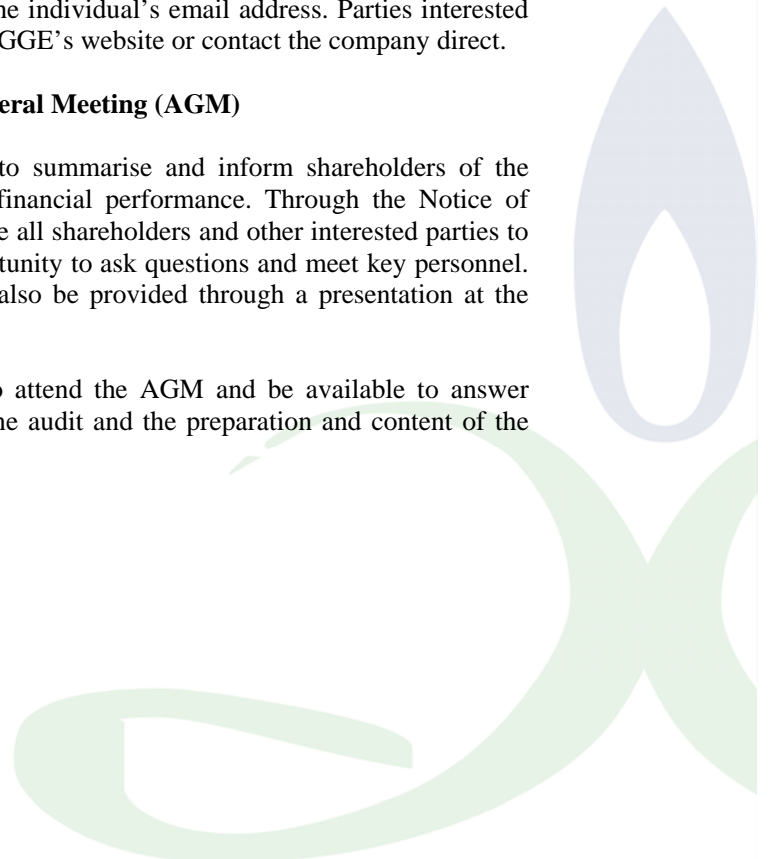 he individual's email address. Parties interested
GGE's website or contact the company direct.
eral Meeting (AGM)
to summarise and inform shareholders of the
financial performance. Through the Notice of
e all shareholders and other interested parties to
tunity to ask questions and meet key personnel.
also be provided through a presentation at the
o attend the AGM and be available to answer
he audit and the preparation and content of the